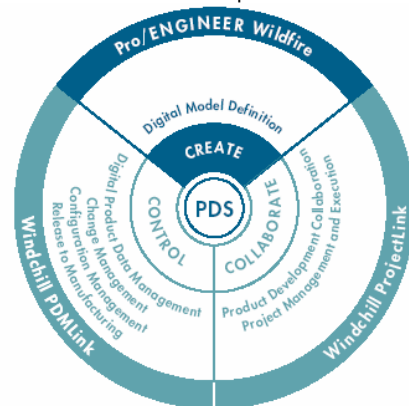 Pro/ENGINEER Wildfire
Digital Model Definition
CREATE
PDS
CONTROL
COLLABORATE
Digital Product Data Management
Change Management
Configuration Management
Release to Manufacturing
Product Development Collaboration
Project Management and Execution
Windchill PDMLink
Windchill ProjectLink